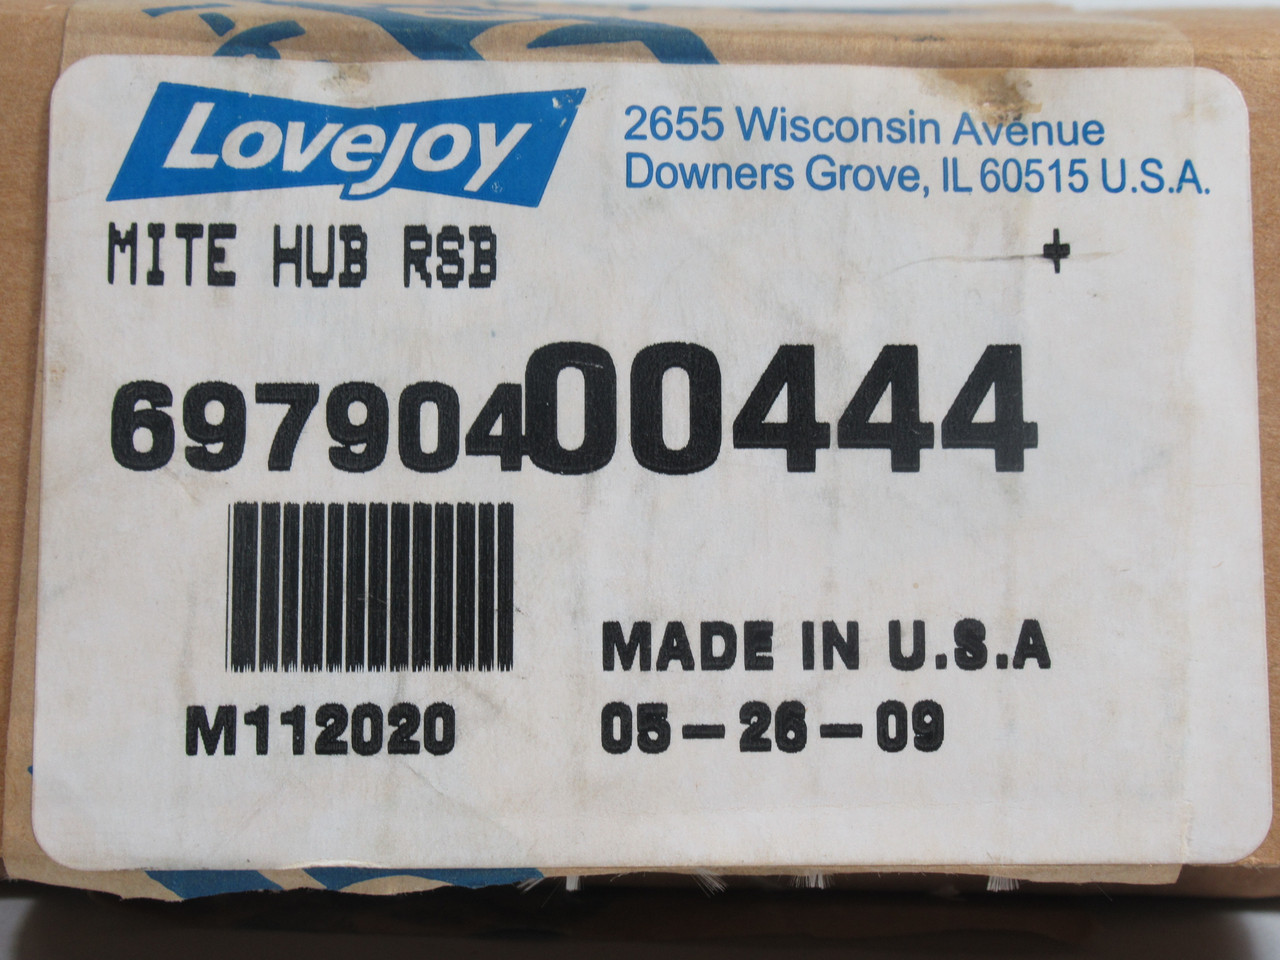 Lovejoy
2655 Wisconsin Avenue
Downers Grove, IL 60515 U.S.A.
MITE HUB RSB +
69790400444
MADE IN U.S.A
M112020
05-26-09